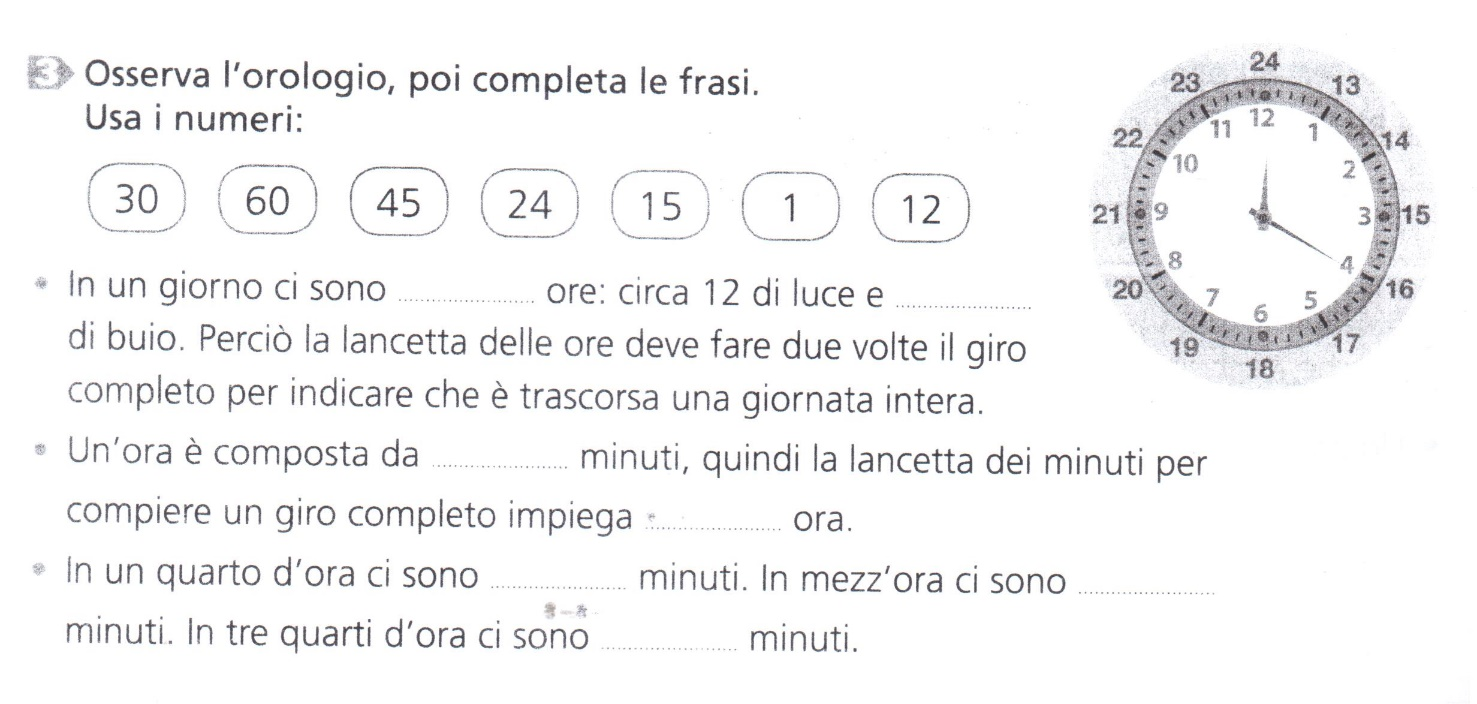 3 Osserva l'orologio, poi completa le frasi.
Usa i numeri:
30 60 45 24 15 1 12
• In un giorno ci sono .................. ore: circa 12 di luce e ..................
di buio. Perciò la lancetta delle ore deve fare due volte il giro
completo per indicare che è trascorsa una giornata intera.
• Un'ora è composta da .................. minuti, quindi la lancetta dei minuti per
compiere un giro completo impiega .................. ora.
• In un quarto d'ora ci sono .................. minuti. In mezz'ora ci sono ..................
minuti. In tre quarti d'ora ci sono .................. minuti.
24
23 13
11 12 1
22 14
10 2
21 9 3 15
8 4
20 16
7 6 5
19 17
18